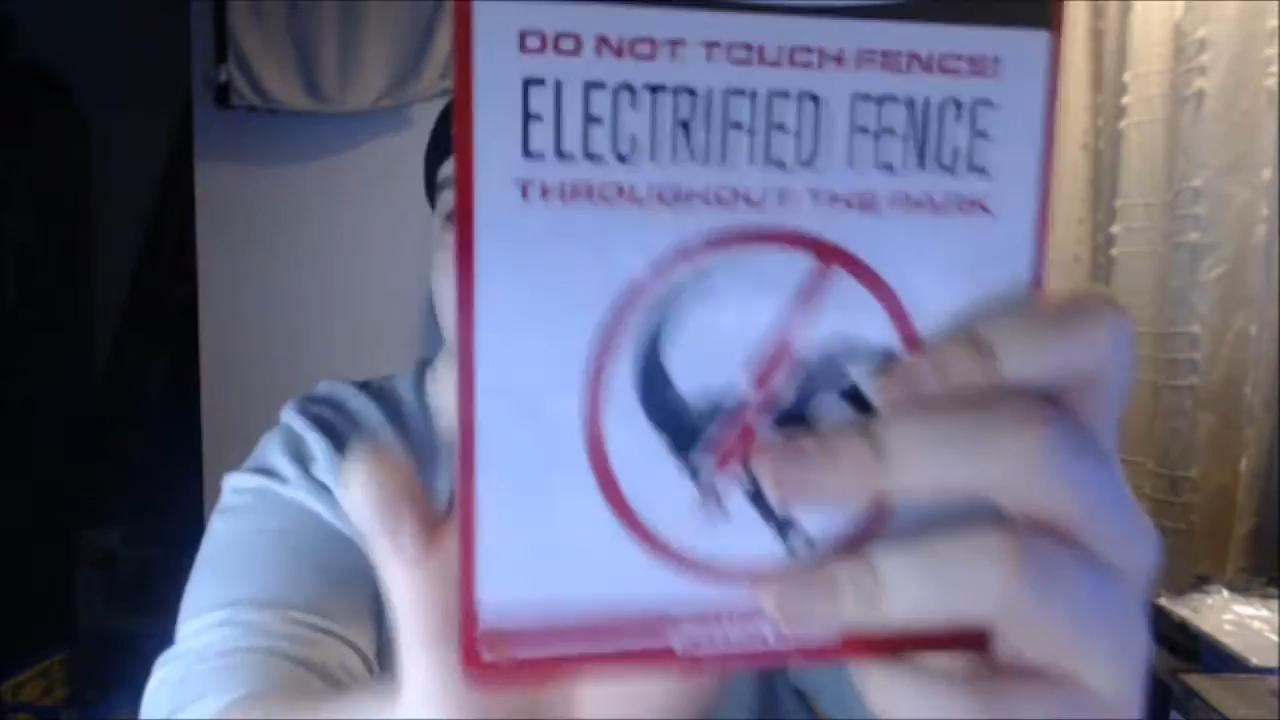 DO NOT TOUCH FENCE!
ELECTRIFIED FENCE
THROUGHOUT THE PARK